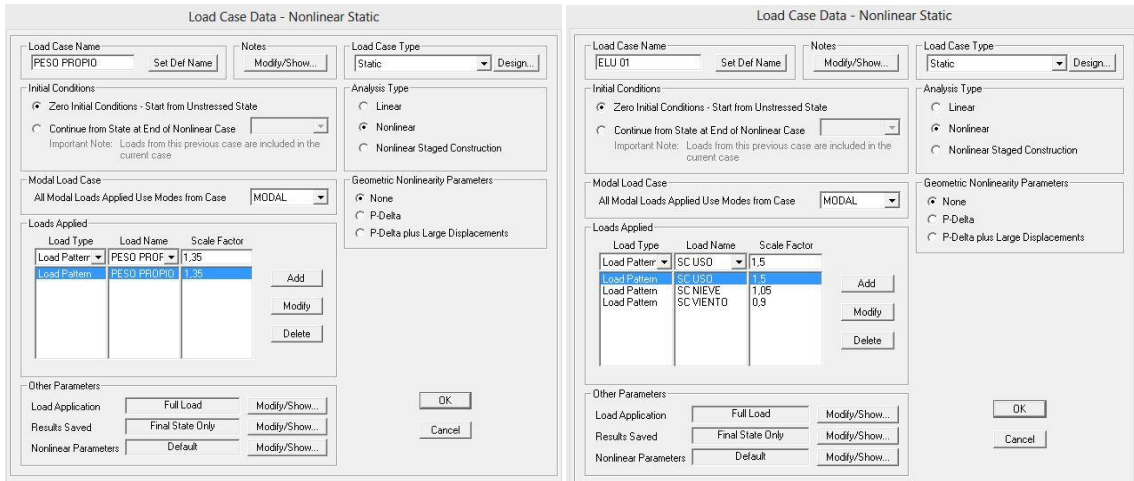 Load Case Data - Nonlinear Static
Load Case Name
PESO PROPIO
Set Def Name
Notes
Modify/Show...
Load Case Type
Static
Design...
Initial Conditions
Zero Initial Conditions - Start from Unstressed State
Continue from State at End of Nonlinear Case
Important Note: Loads from this previous case are included in the
current case
Analysis Type
Linear
Nonlinear
Nonlinear Staged Construction
Modal Load Case
All Modal Loads Applied Use Modes from Case
MODAL
Geometric Nonlinearity Parameters
None
P-Delta
P-Delta plus Large Displacements
Loads Applied
Load Type Load Name Scale Factor
Load Pattern PESO PROF 1,35
Load Pattern PESO PROPIO 1,35
Add
Modify
Delete
Other Parameters
Load Application Full Load Modify/Show...
Results Saved Final State Only Modify/Show...
Nonlinear Parameters Default Modify/Show...
OK
Cancel
Load Case Data - Nonlinear Static
Load Case Name
ELU 01
Set Def Name
Notes
Modify/Show...
Load Case Type
Static
Design...
Initial Conditions
Zero Initial Conditions - Start from Unstressed State
Continue from State at End of Nonlinear Case
Important Note: Loads from this previous case are included in the
current case
Analysis Type
Linear
Nonlinear
Nonlinear Staged Construction
Modal Load Case
All Modal Loads Applied Use Modes from Case
MODAL
Geometric Nonlinearity Parameters
None
P-Delta
P-Delta plus Large Displacements
Loads Applied
Load Type Load Name Scale Factor
Load Pattern SC USO 1,5
Load Pattern SC USO 1,5
Load Pattern SC NIEVE 1,05
Load Pattern SC VIENTO 0,9
Add
Modify
Delete
Other Parameters
Load Application Full Load Modify/Show...
Results Saved Final State Only Modify/Show...
Nonlinear Parameters Default Modify/Show...
OK
Cancel